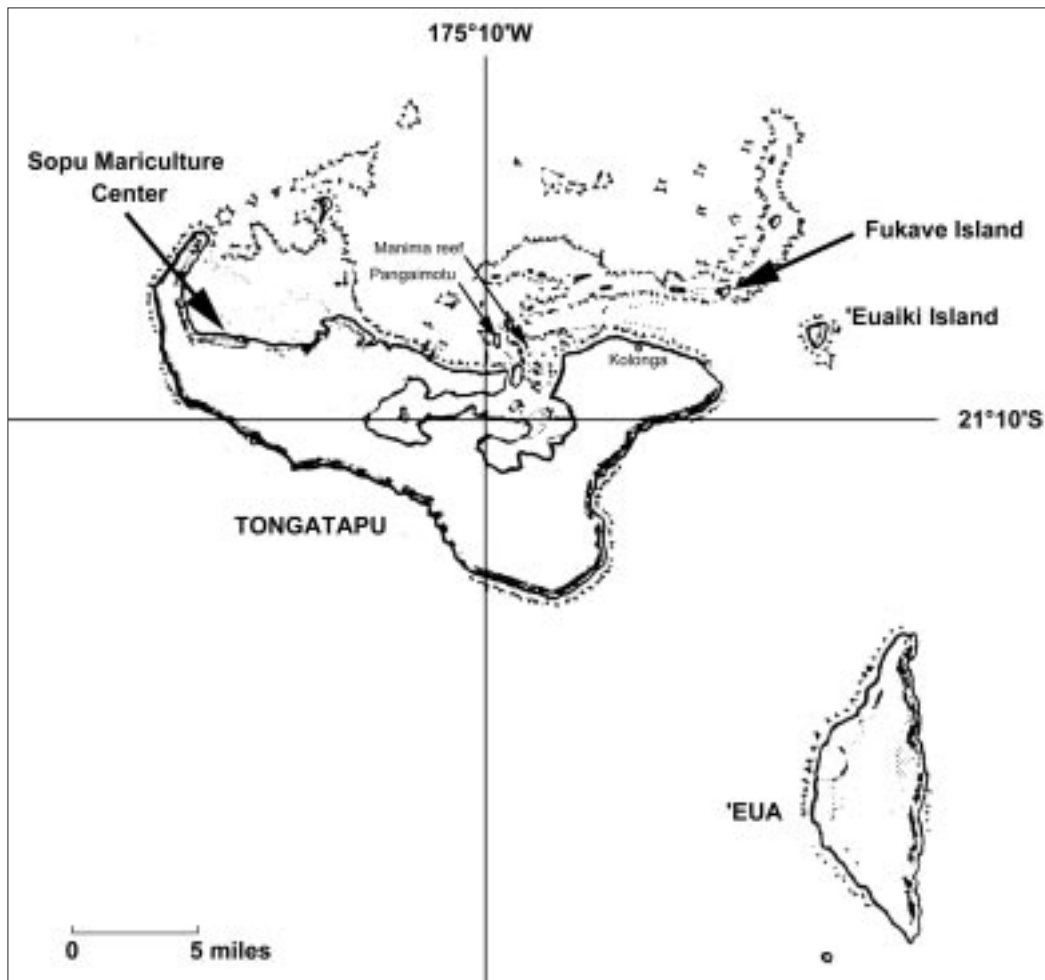 175°10'W
Sopu Mariculture
Center
Manima reef
Pangaimotu
Fukave Island
'Euaiki Island
Kolonga
21°10'S
TONGATAPU
'EUA
0 5 miles